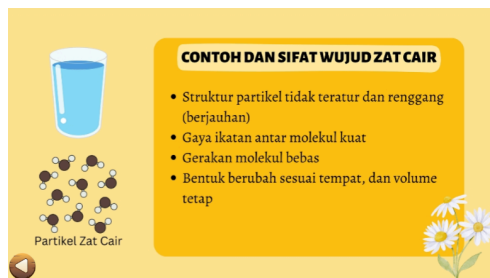 CONTOH DAN SIFAT WUJUD ZAT CAIR
Struktur partikel tidak teratur dan renggang
(berjauhan)
Gaya ikatan antar molekul kuat
Gerakan molekul bebas
Bentuk berubah sesuai tempat, dan volume
tetap
Partikel Zat Cair